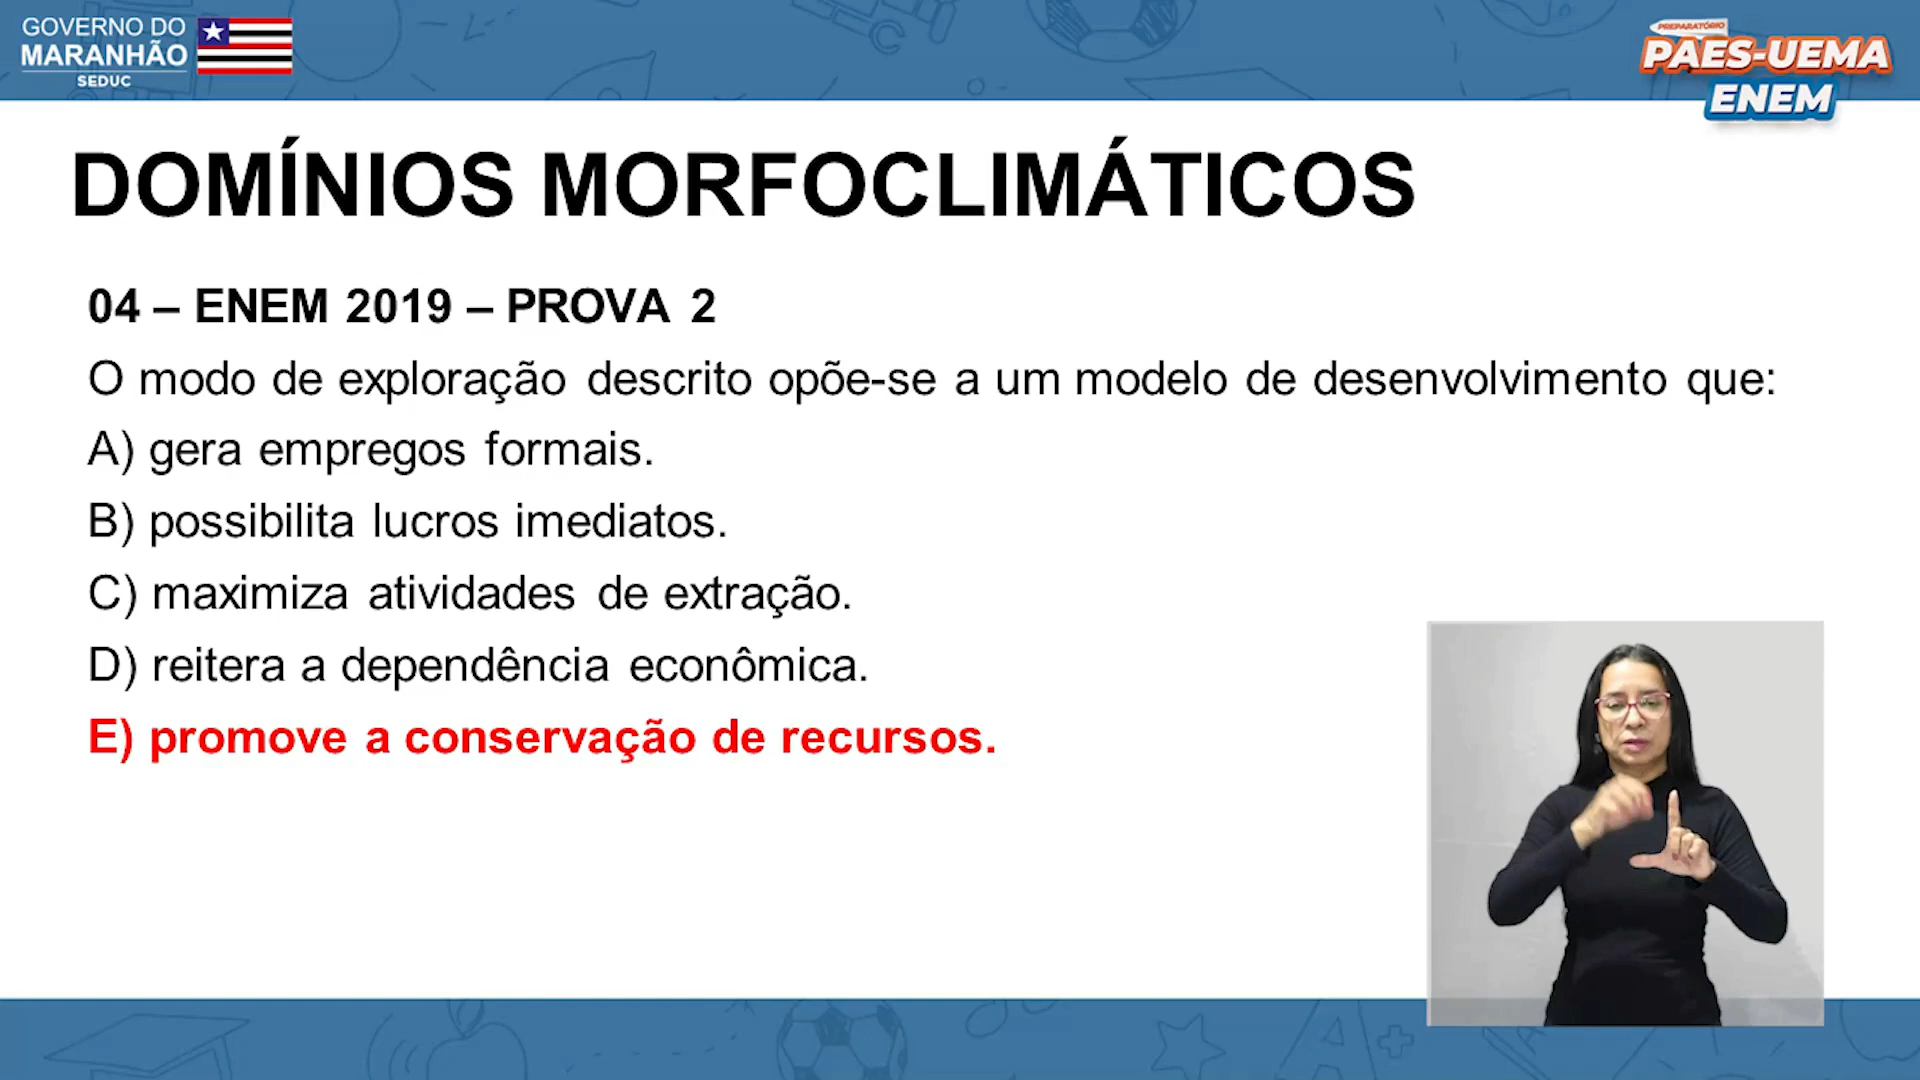 GOVERNO DO
MARANHÃO
SEDUC
PREPARATÓRIO
PAES-UEMA
ENEM
DOMÍNIOS MORFOCLIMÁTICOS
04 – ENEM 2019 – PROVA 2
O modo de exploração descrito opõe-se a um modelo de desenvolvimento que:
A) gera empregos formais.
B) possibilita lucros imediatos.
C) maximiza atividades de extração.
D) reitera a dependência econômica.
E) promove a conservação de recursos.